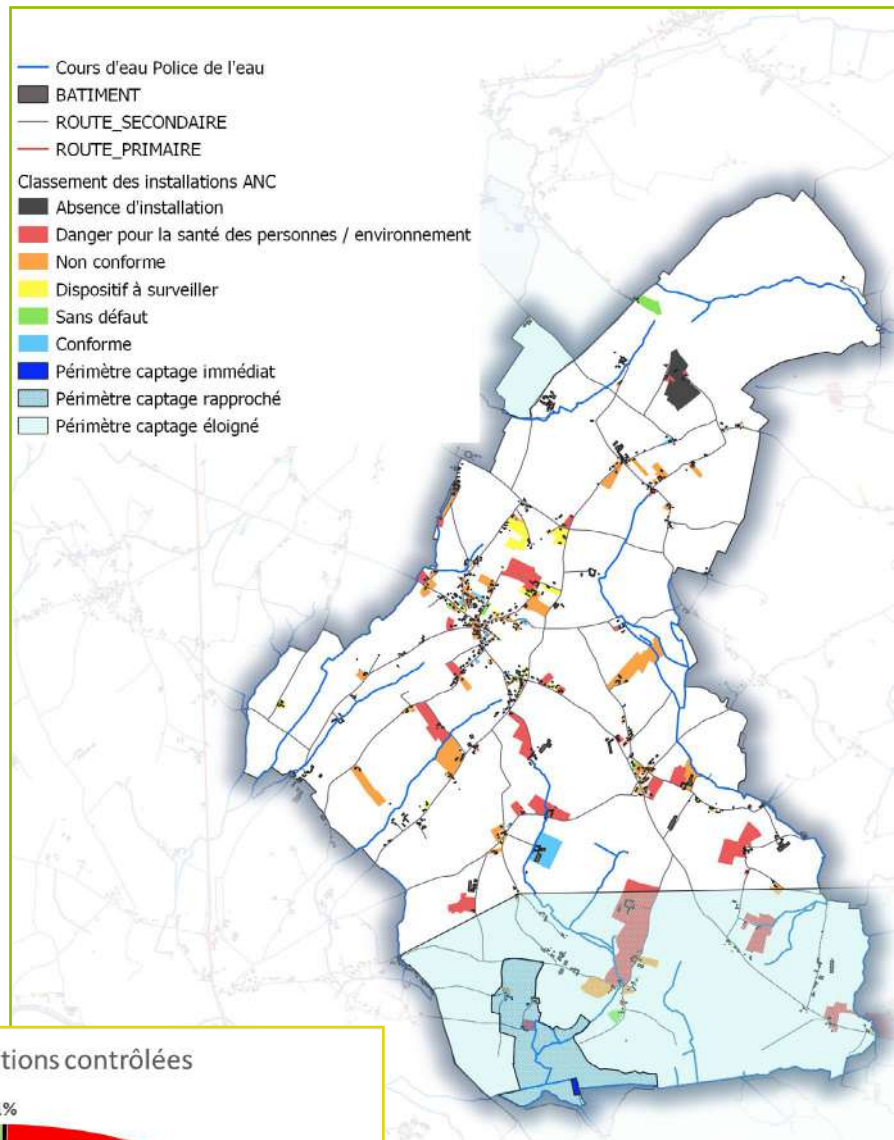 Cours d'eau Police de l'eau
BATIMENT
ROUTE_SECONDAIRE
ROUTE_PRIMAIRE
Classement des installations ANC
Absence d'installation
Danger pour la santé des personnes / environnement
Non conforme
Dispositif à surveiller
Sans défaut
Conforme
Périmètre captage immédiat
Périmètre captage rapproché
Périmètre captage éloigné
tions contrôlées
%